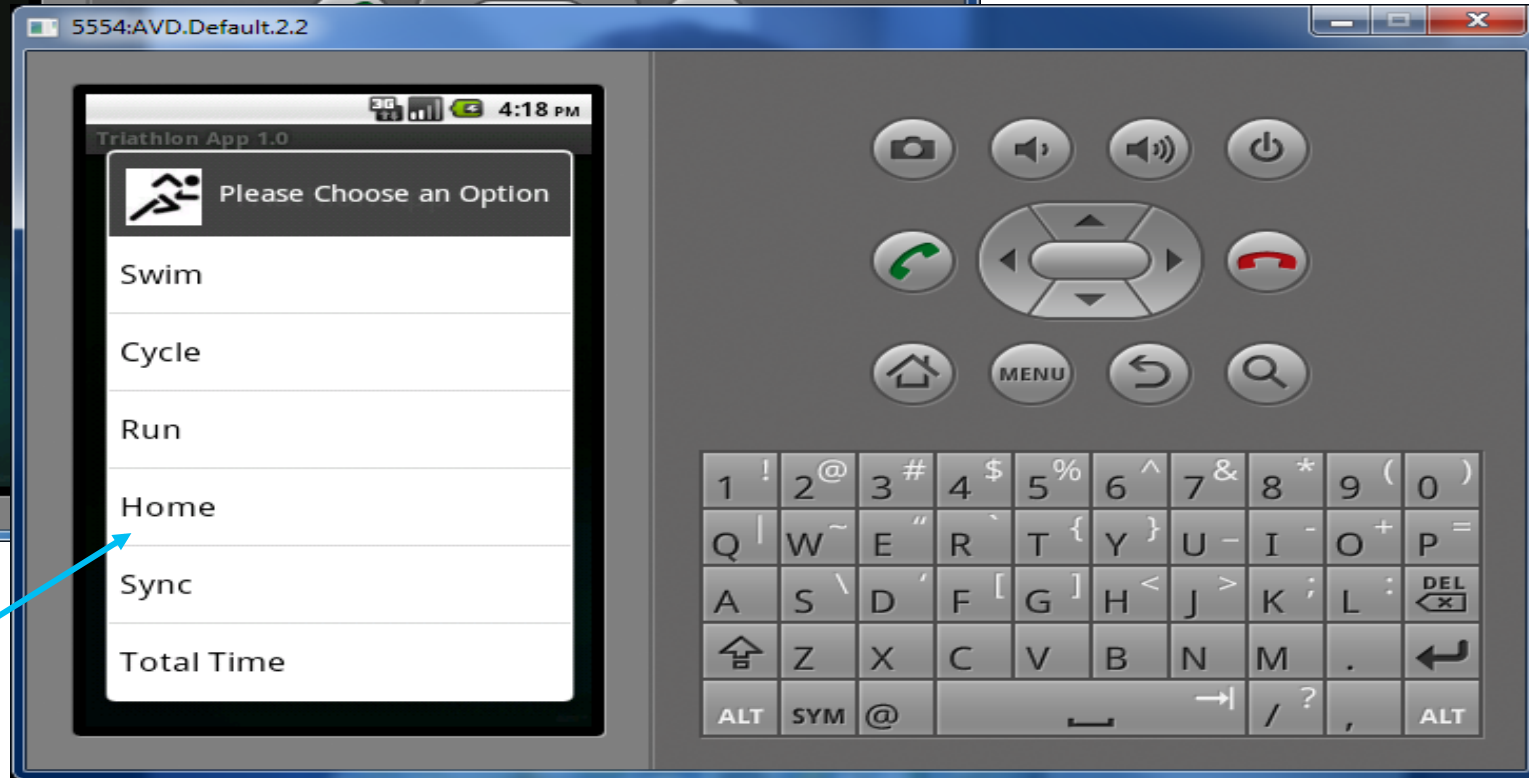 5554:AVD.Default.2.2
3G 4:18 PM
Triathlon App 1.0
Please Choose an Option
Swim
Cycle
Run
Home
Sync
Total Time
MENU
1 ! 2 @ 3 # 4 $ 5 % 6 ^ 7 & 8 * 9 ( 0 )
Q | W ~ E " R ` T { Y } U _ I - O + P =
A S \ D ' F [ G ] H < J > K ; L : DEL
Z X C V B N M .
ALT SYM @ / ? , ALT